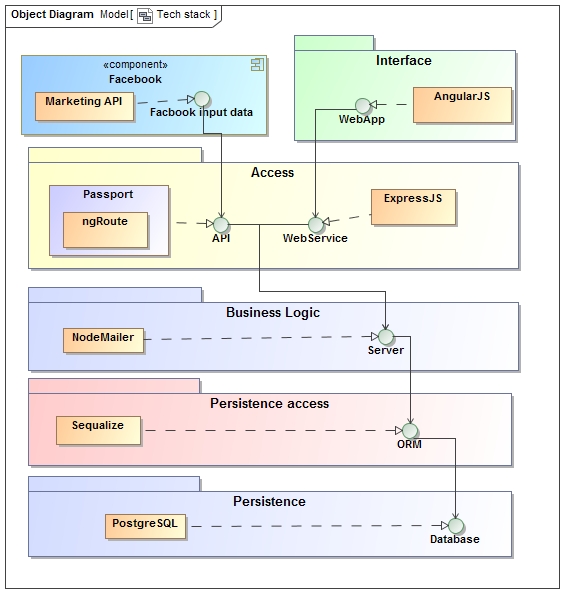 Object Diagram Model[ Tech stack ]
«component»
Facebook
Marketing API
Facbook input data
Interface
AngularJS
WebApp
Access
Passport
ngRoute
API
WebService
ExpressJS
Business Logic
NodeMailer
Server
Persistence access
Sequalize
ORM
Persistence
PostgreSQL
Database